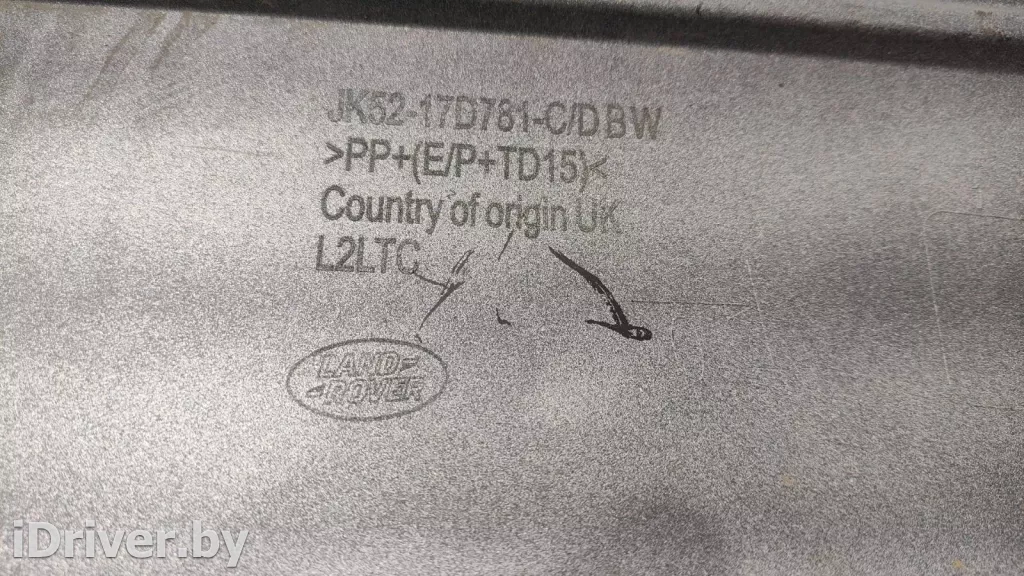 JK52-17D781-C/D BW
>PP+(E/P+TD15)<
Country of origin UK
L2LTC
LAND
ROVER
iDriver.by